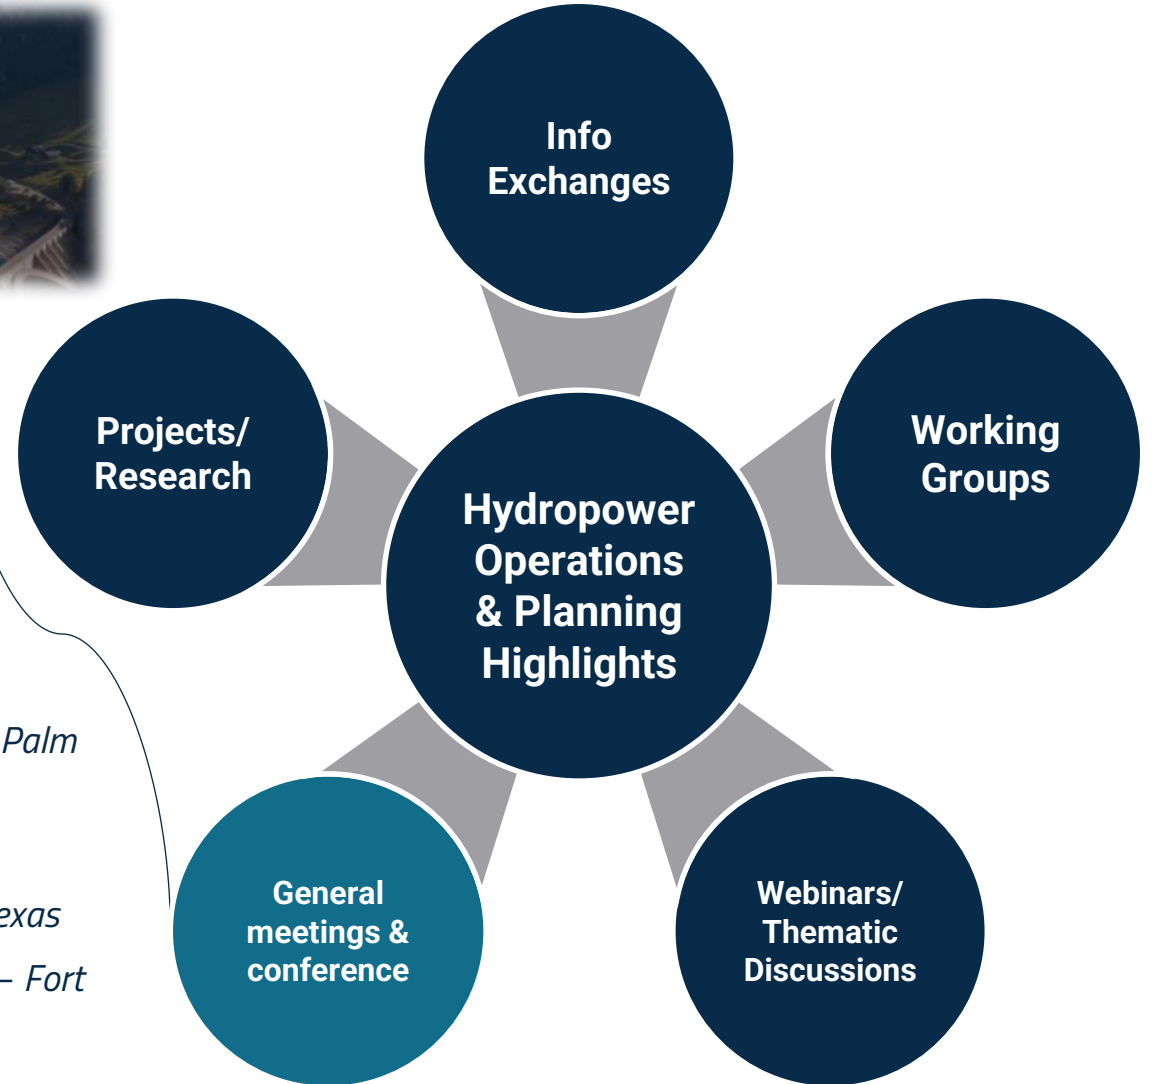 Info
Exchanges
Projects/
Research
Working
Groups
Hydropower
Operations
& Planning
Highlights
Palm
exas
– Fort
General
meetings &
conference
Webinars/
Thematic
Discussions